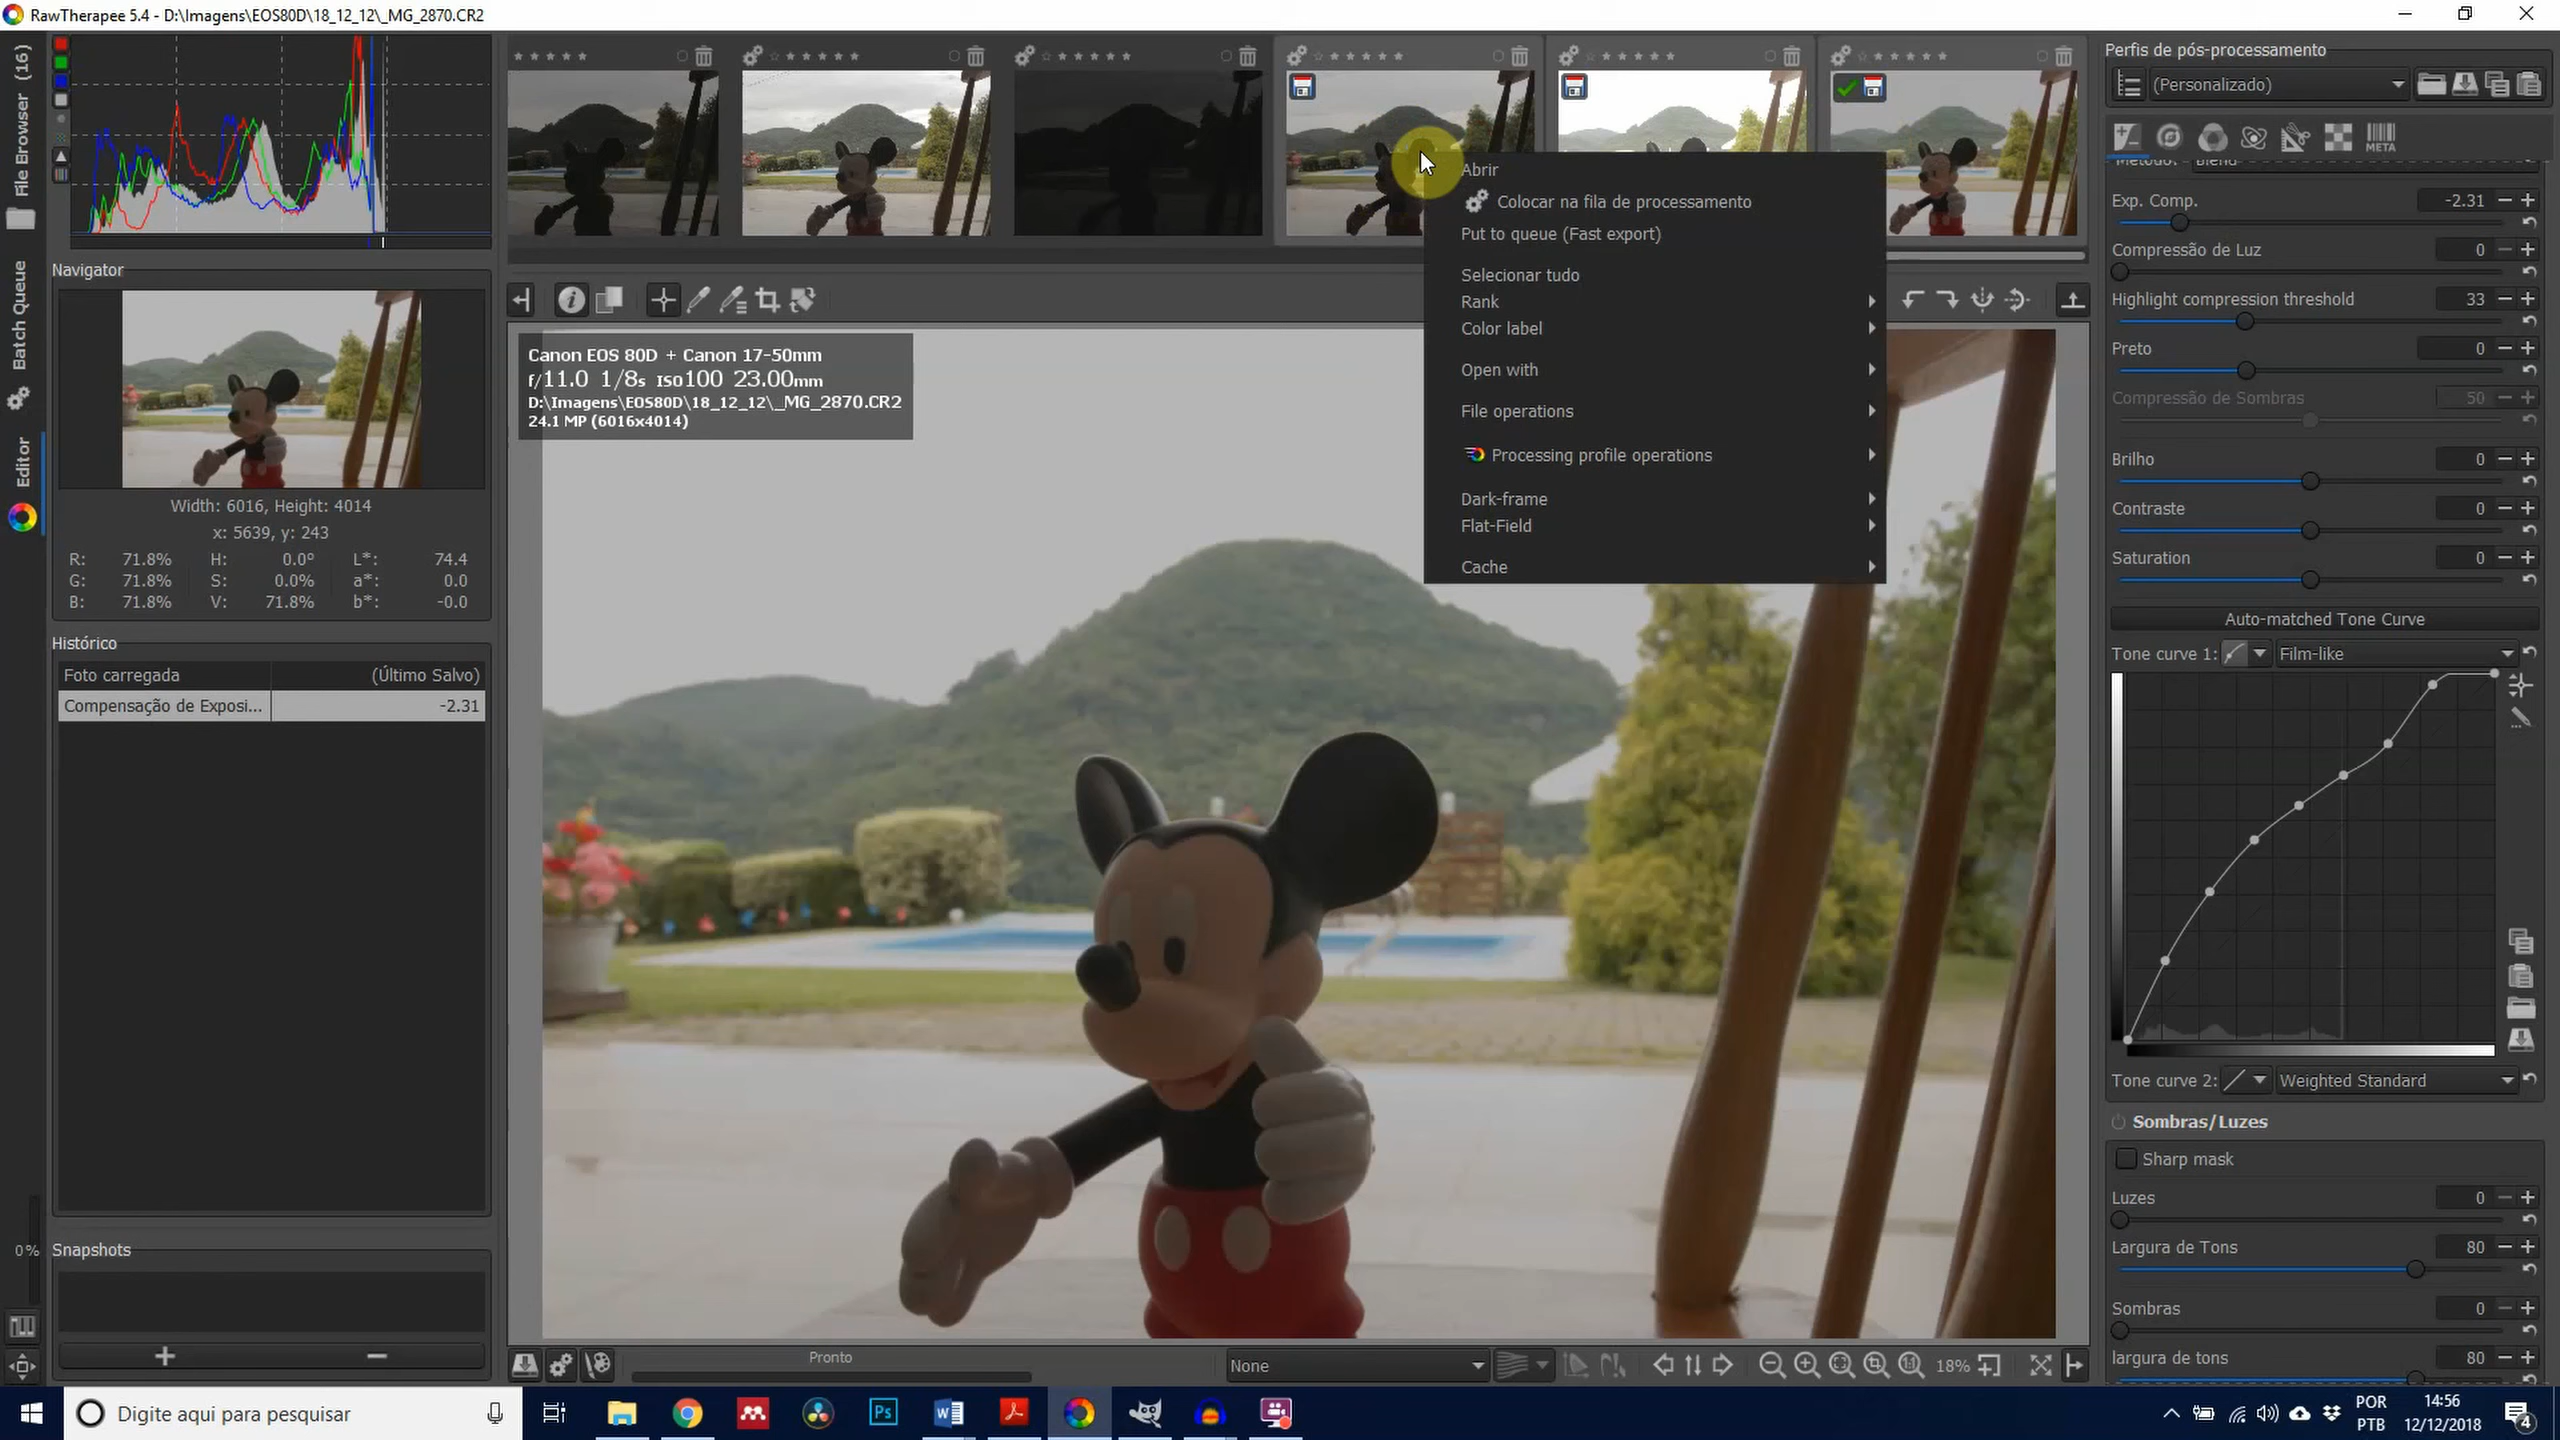 RawTherapee 5.4 - D:\Imagens\EOS80D\18_12_12\_MG_2870.CR2
File Browser (16)
Batch Queue
Editor
0%
Navigator
Width: 6016, Height: 4014
x: 5639, y: 243
R: 71.8% H: 0.0° L*: 74.4
G: 71.8% S: 0.0% a*: 0.0
B: 71.8% V: 71.8% b*: -0.0
Histórico
Foto carregada (Último Salvo)
Compensação de Exposi... -2.31
Snapshots
Canon EOS 80D + Canon 17-50mm
f/11.0 1/8s ISO100 23.00mm
D:\Imagens\EOS80D\18_12_12\_MG_2870.CR2
24.1 MP (6016x4014)
Abrir
Colocar na fila de processamento
Put to queue (Fast export)
Selecionar tudo
Rank
Color label
Open with
File operations
Processing profile operations
Dark-frame
Flat-Field
Cache
Pronto
None
18%
Perfis de pós-processamento
(Personalizado)
META
Método: Blend
Exp. Comp. -2.31
Compressão de Luz 0
Highlight compression threshold 33
Preto 0
Compressão de Sombras 50
Brilho 0
Contraste 0
Saturation 0
Auto-matched Tone Curve
Tone curve 1: Film-like
Tone curve 2: Weighted Standard
Sombras/Luzes
Sharp mask
Luzes 0
Largura de Tons 80
Sombras 0
largura de tons 80
Digite aqui para pesquisar
Ps
POR
PTB
14:56
12/12/2018
4